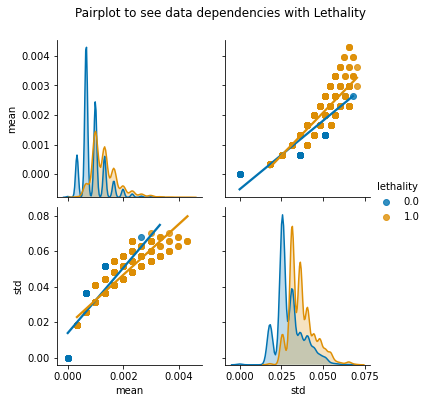 Pairplot to see data dependencies with Lethality
0.004
0.003
0.002
0.001
0.000
mean
lethality
0.0
1.0
0.08
0.06
0.04
0.02
0.00
std
0.000 0.002 0.004
mean
0.000 0.025 0.050 0.075
std